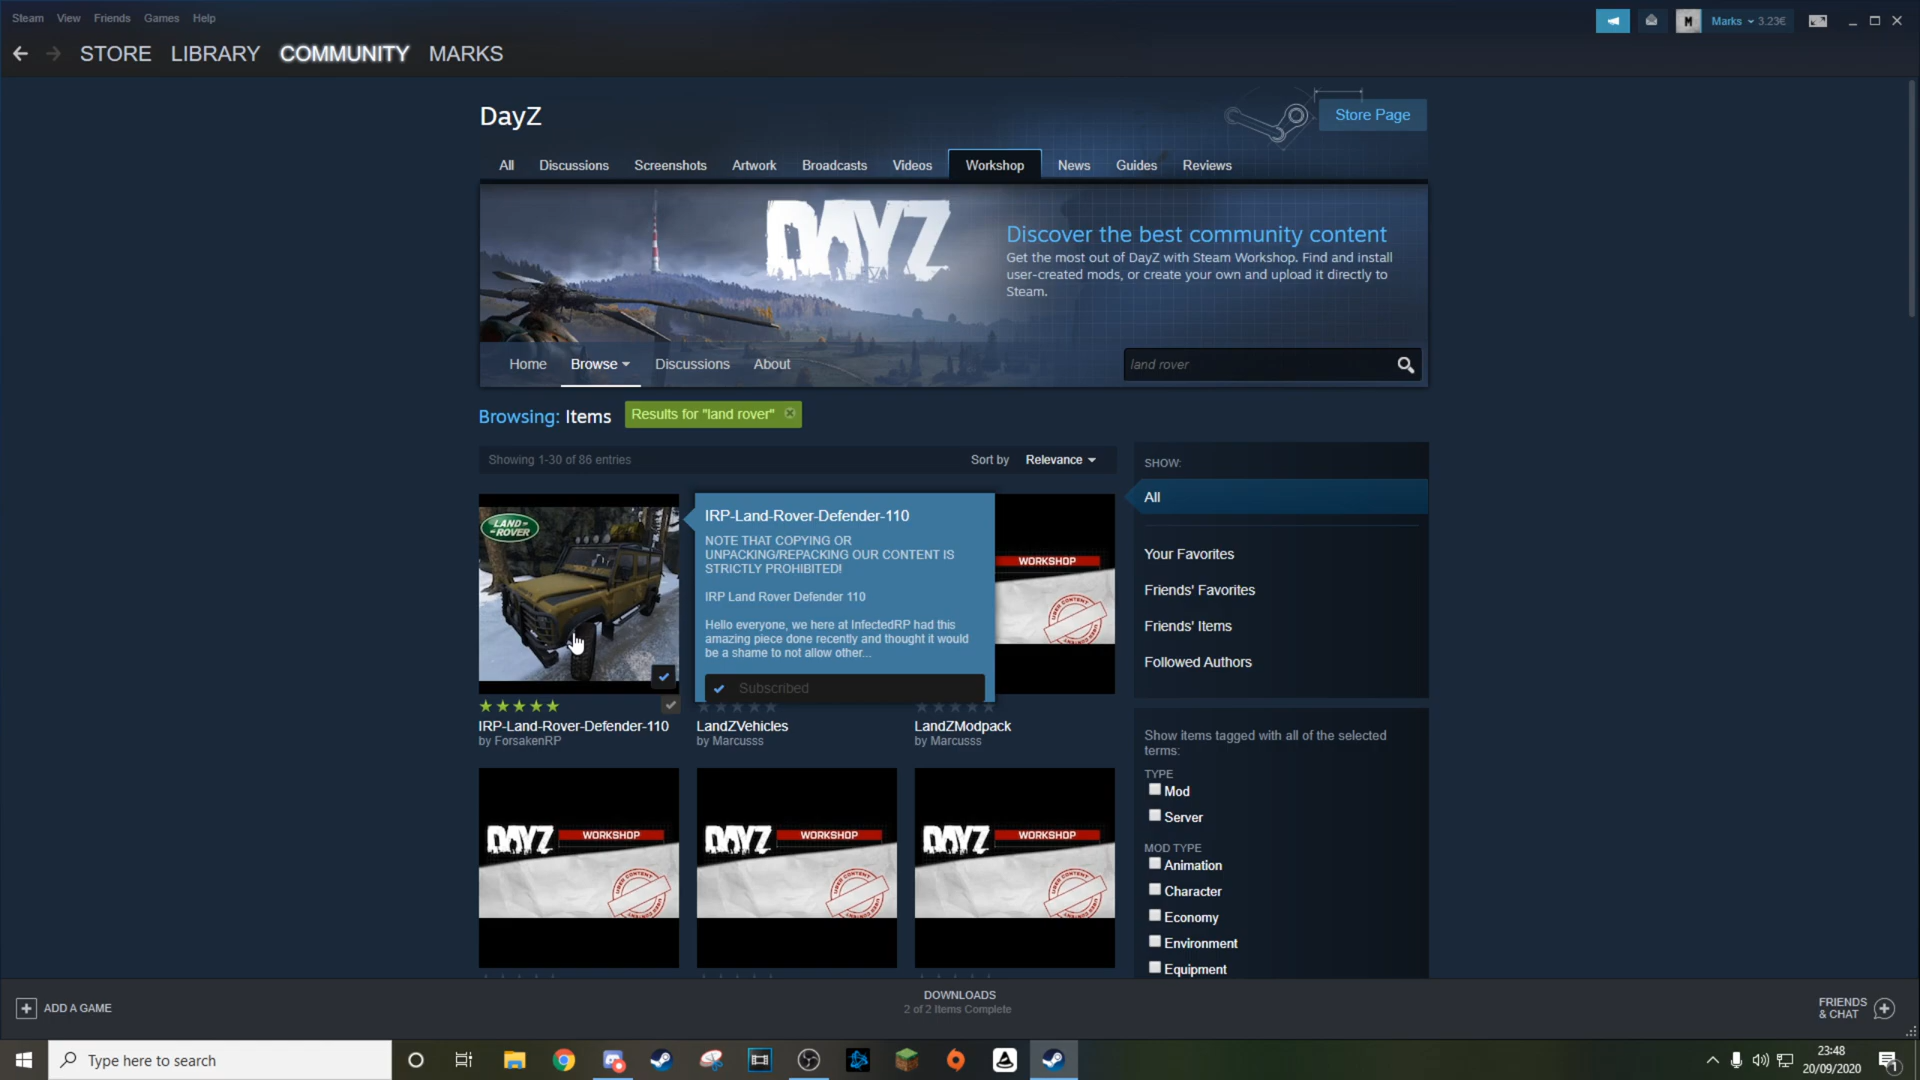 Steam View Friends Games Help
M Marks 3.23€
STORE LIBRARY COMMUNITY MARKS
DayZ
Store Page
All Discussions Screenshots Artwork Broadcasts Videos Workshop News Guides Reviews
DAYZ
Discover the best community content
Get the most out of DayZ with Steam Workshop. Find and install
user-created mods, or create your own and upload it directly to
Steam.
Home Browse Discussions About
land rover
Browsing: Items
Results for "land rover"
Showing 1-30 of 86 entries
Sort by Relevance
LAND-
-ROVER
IRP-Land-Rover-Defender-110
NOTE THAT COPYING OR
UNPACKING/REPACKING OUR CONTENT IS
STRICTLY PROHIBITED!
IRP Land Rover Defender 110
Hello everyone, we here at InfectedRP had this
amazing piece done recently and thought it would
be a shame to not allow other...
Subscribed
WORKSHOP
USER CONTENT
IRP-Land-Rover-Defender-110
by ForsakenRP
LandZVehicles
by Marcusss
LandZModpack
by Marcusss
DAYZ WORKSHOP
USER CONTENT
DAYZ WORKSHOP
USER CONTENT
DAYZ WORKSHOP
USER CONTENT
SHOW:
All
Your Favorites
Friends' Favorites
Friends' Items
Followed Authors
Show items tagged with all of the selected
terms:
TYPE
Mod
Server
MOD TYPE
Animation
Character
Economy
Environment
Equipment
ADD A GAME
DOWNLOADS
2 of 2 Items Complete
FRIENDS
& CHAT
Type here to search
23:48
20/09/2020
1